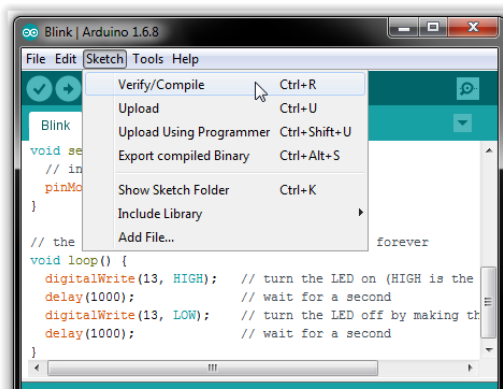 Blink | Arduino 1.6.8
File Edit Sketch Tools Help
Verify/Compile Ctrl+R
Upload Ctrl+U
Blink
Upload Using Programmer Ctrl+Shift+U
Export compiled Binary Ctrl+Alt+S
void se
// in
pinMo
Show Sketch Folder Ctrl+K
}
Include Library
Add File...
// the forever
void loop() {
digitalWrite(13, HIGH); // turn the LED on (HIGH is the
delay(1000); // wait for a second
digitalWrite(13, LOW); // turn the LED off by making th
delay(1000); // wait for a second
}